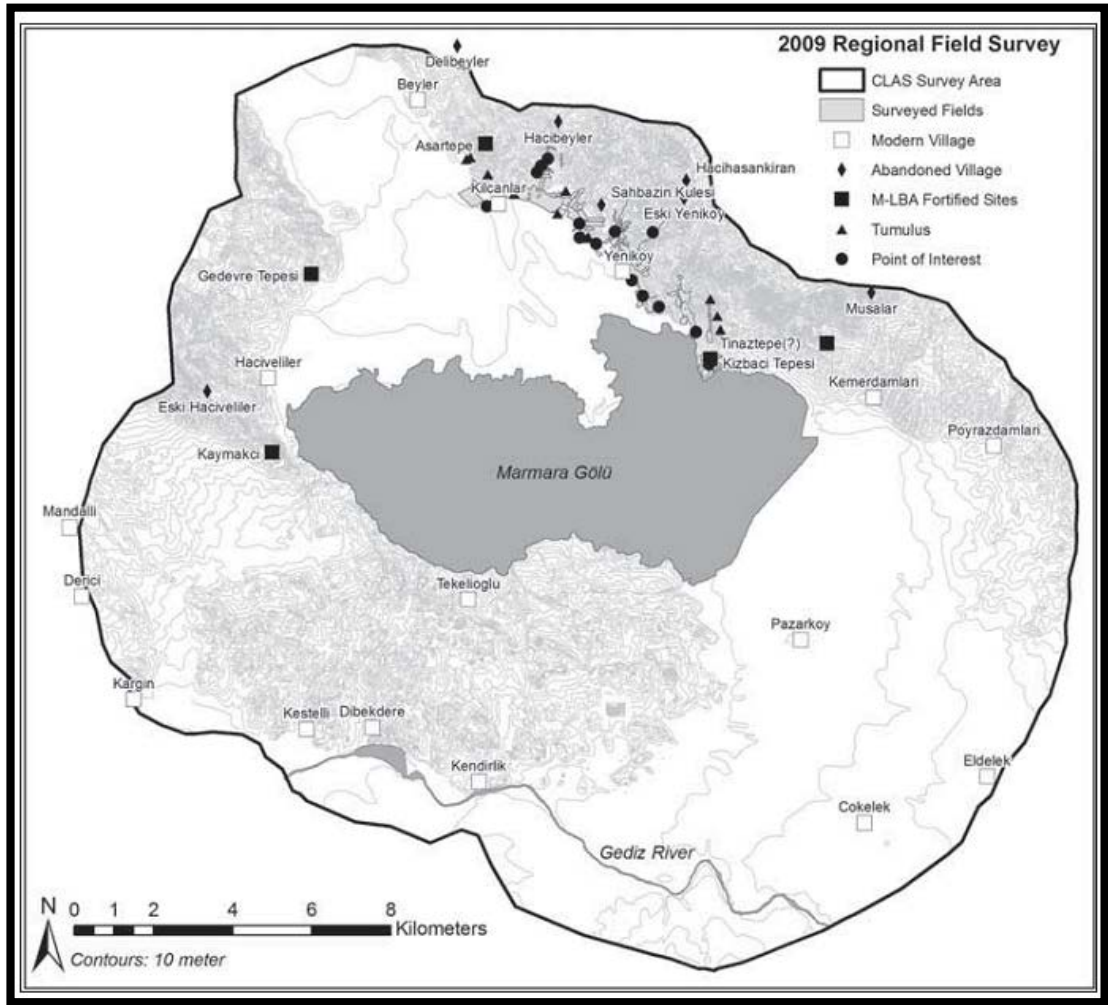 2009 Regional Field Survey
CLAS Survey Area
Surveyed Fields
Modern Village
Abandoned Village
M-LBA Fortified Sites
Tumulus
Point of Interest
Delibeyler
Beyler
Asartepe
Hacibeyler
Hacihasankiran
Kilcanlar
Sahbazin Kulesi
Eski Yenikoy
Yenikoy
Gedevre Tepesi
Musalar
Tinaztepe(?)
Kizbaci Tepesi
Haciveliler
Kemerdamlari
Eski Haciveliler
Poyrazdamlari
Kaymakci
Marmara Gölü
Mandalli
Derici
Tekelioglu
Pazarkoy
Kargin
Kestelli
Dibekdere
Kendirlik
Eldelek
Cokelek
Gediz River
N
0 1 2 4 6 8
Kilometers
Contours: 10 meter